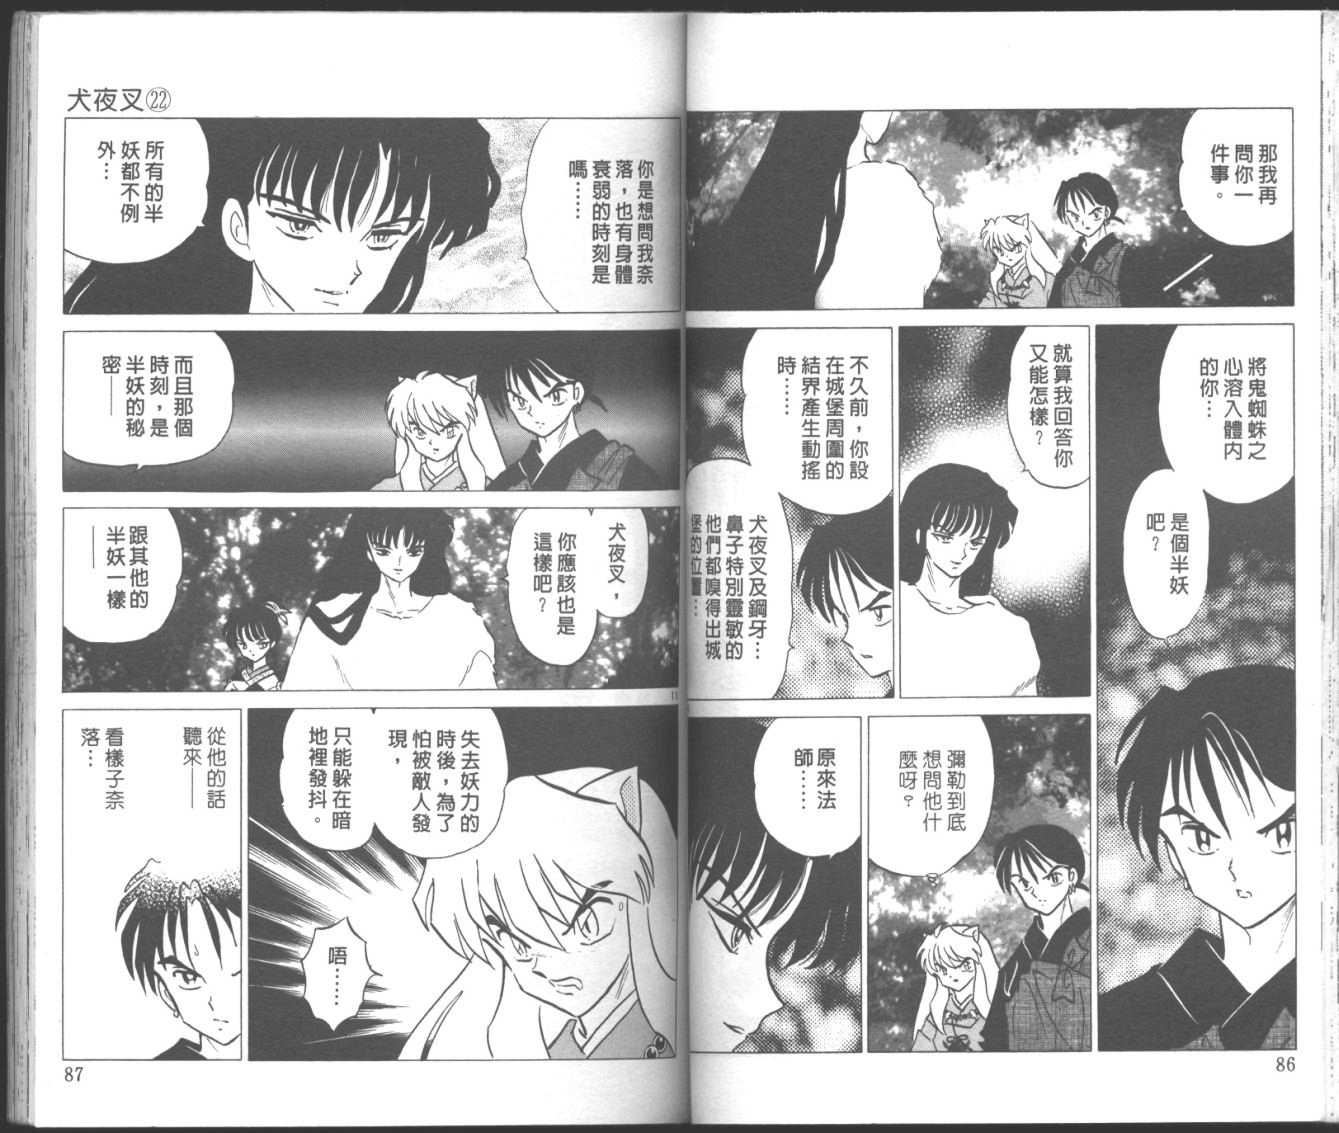 那我再
問你一
件事。
將鬼蜘蛛之
心溶入體內
的你…
是個半妖
吧？
就算我回答你
又能怎樣？
不久前，你設
在城堡周圍的
結界產生動搖
時……
犬夜叉及鋼牙…
鼻子特別靈敏的
他們都嗅得出城
堡的位置…
彌勒到底
想問他什
麼呀？
原來法
師……
86
犬夜叉㉒
你是想問我奈
落，也有身體
衰弱的時刻是
嗎……
所有的半
妖都不例
外…
而且那個
時刻，是
半妖的秘
密——
犬夜叉，
你應該也是
這樣吧？
跟其他的
半妖一樣
——
失去妖力的
時後，為了
怕被敵人發
現，
只能躲在暗
地裡發抖。
唔……
從他的話
聽來——
看樣子奈
落…
87